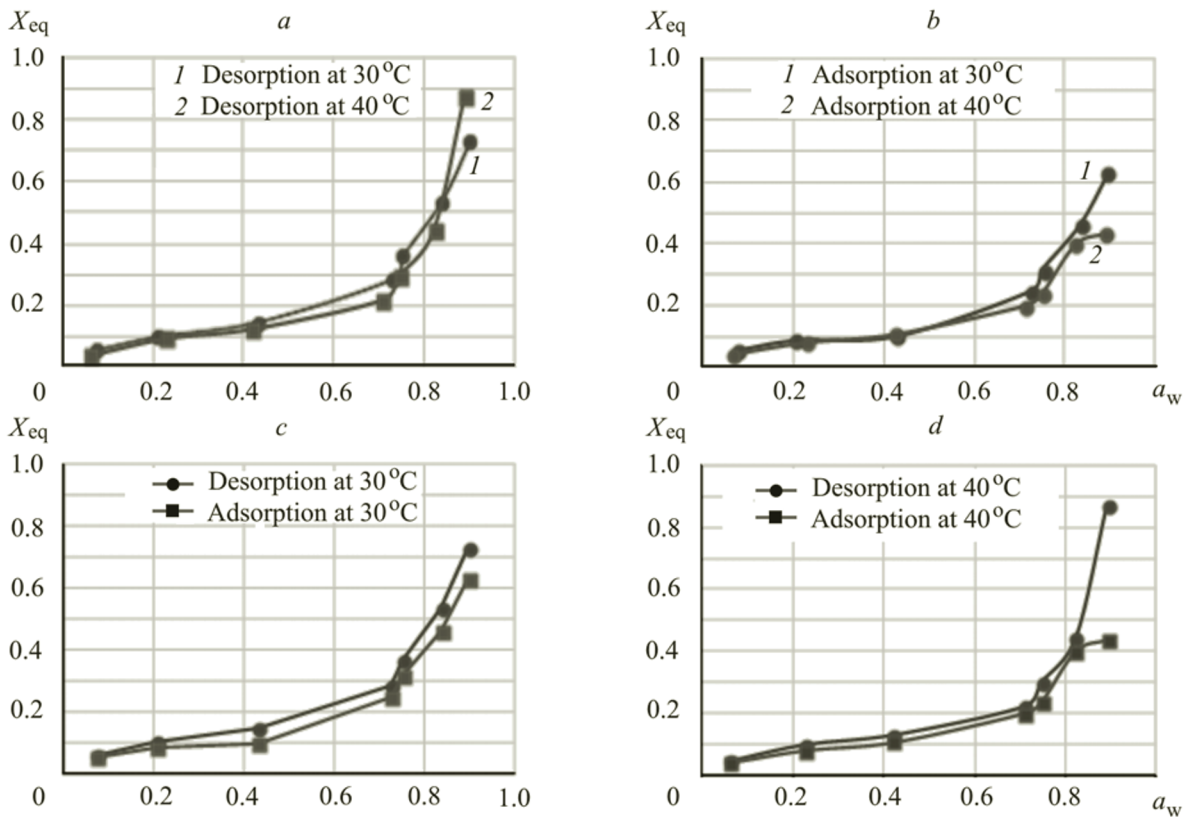 X_eq a
1.0
1 Desorption at 30°C
2 Desorption at 40°C
0.8
0.6
0.4
0.2
2
1
0 0.2 0.4 0.6 0.8 1.0
X_eq b
1.0
1 Adsorption at 30°C
2 Adsorption at 40°C
0.8
0.6
0.4
0.2
1
2
0 0.2 0.4 0.6 0.8 a_w
X_eq c
1.0
Desorption at 30°C
Adsorption at 30°C
0.8
0.6
0.4
0.2
0 0.2 0.4 0.6 0.8 1.0
X_eq d
1.0
Desorption at 40°C
Adsorption at 40°C
0.8
0.6
0.4
0.2
0 0.2 0.4 0.6 0.8 a_w